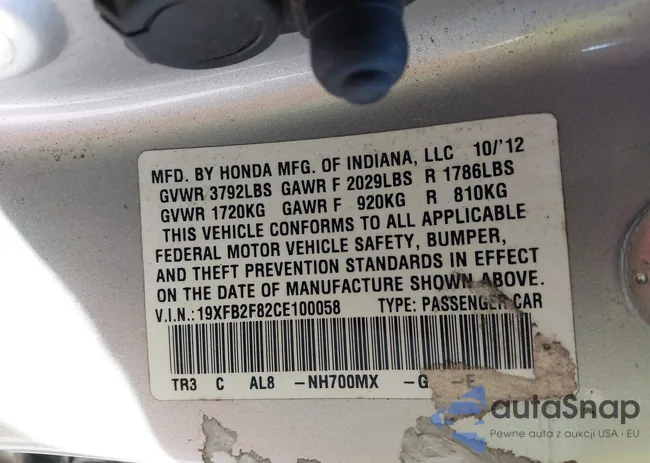 MFD. BY HONDA MFG. OF INDIANA, LLC 10/'12
GVWR 3792LBS GAWR F 2029LBS R 1786LBS
GVWR 1720KG GAWR F 920KG R 810KG
THIS VEHICLE CONFORMS TO ALL APPLICABLE
FEDERAL MOTOR VEHICLE SAFETY, BUMPER,
AND THEFT PREVENTION STANDARDS IN EFFECT
ON THE DATE OF MANUFACTURE SHOWN ABOVE.
V.I.N.: 19XFB2F82CE100058 TYPE: PASSENGER CAR
TR3 C AL8 -NH700MX -G -E
autaSnap
Pewne auta z aukcji USA i EU